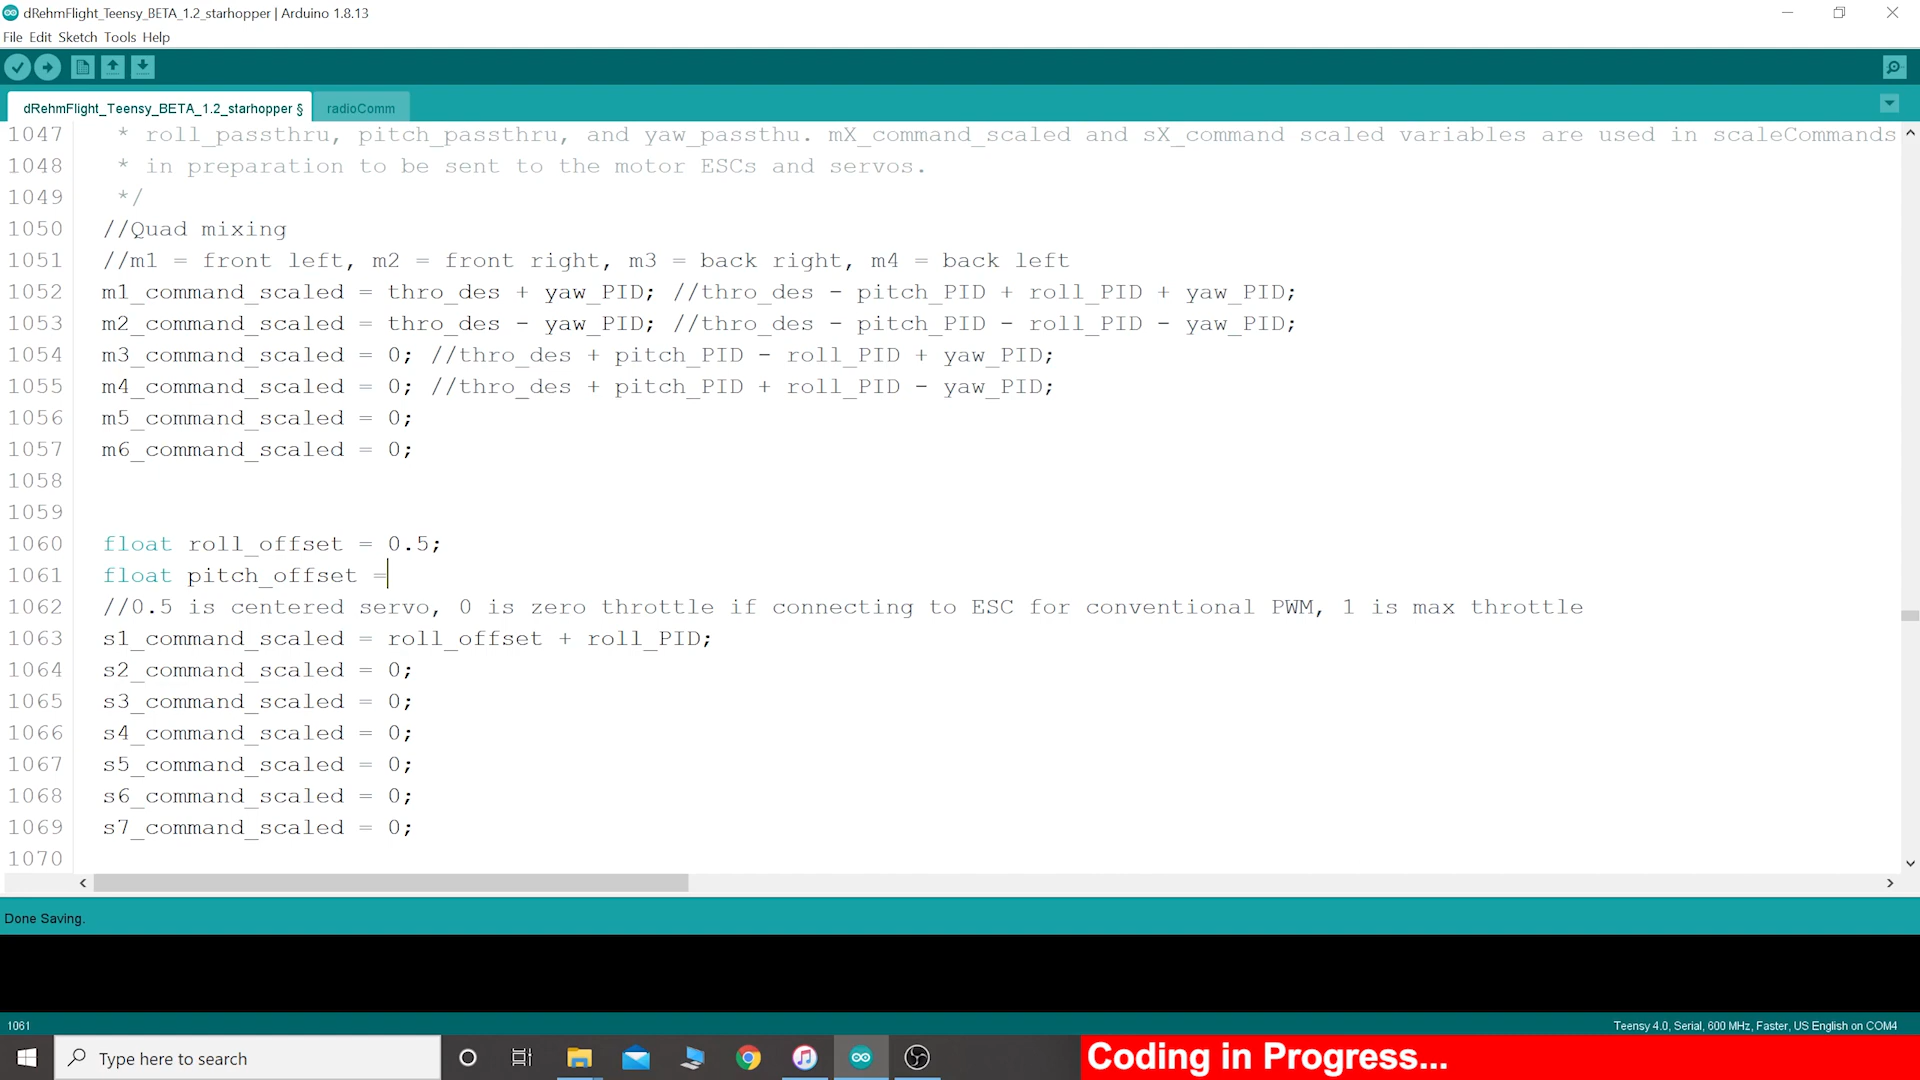 dRehmFlight_Teensy_BETA_1.2_starhopper | Arduino 1.8.13
File Edit Sketch Tools Help
dRehmFlight_Teensy_BETA_1.2_starhopper § radioComm
1047 * roll_passthru, pitch_passthru, and yaw_passthu. mX_command_scaled and sX_command scaled variables are used in scaleCommands
1048 * in preparation to be sent to the motor ESCs and servos.
1049 */
1050 //Quad mixing
1051 //m1 = front left, m2 = front right, m3 = back right, m4 = back left
1052 m1_command_scaled = thro_des + yaw_PID; //thro_des - pitch_PID + roll_PID + yaw_PID;
1053 m2_command_scaled = thro_des - yaw_PID; //thro_des - pitch_PID - roll_PID - yaw_PID;
1054 m3_command_scaled = 0; //thro_des + pitch_PID - roll_PID + yaw_PID;
1055 m4_command_scaled = 0; //thro_des + pitch_PID + roll_PID - yaw_PID;
1056 m5_command_scaled = 0;
1057 m6_command_scaled = 0;
1058
1059
1060 float roll_offset = 0.5;
1061 float pitch_offset =
1062 //0.5 is centered servo, 0 is zero throttle if connecting to ESC for conventional PWM, 1 is max throttle
1063 s1_command_scaled = roll_offset + roll_PID;
1064 s2_command_scaled = 0;
1065 s3_command_scaled = 0;
1066 s4_command_scaled = 0;
1067 s5_command_scaled = 0;
1068 s6_command_scaled = 0;
1069 s7_command_scaled = 0;
1070
Done Saving.
1061 Teensy 4.0, Serial, 600 MHz, Faster, US English on COM4
Type here to search
Coding in Progress...